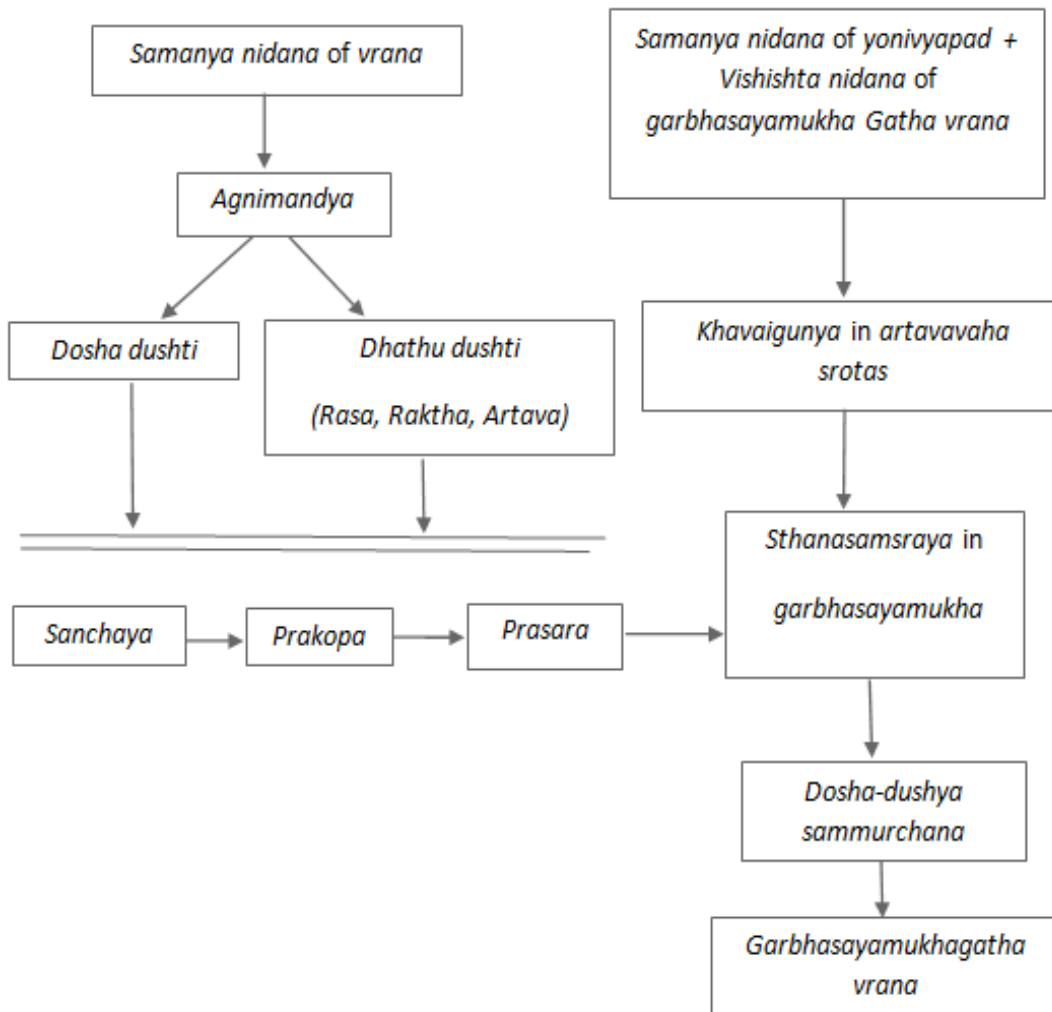 Samanya nidana of vrana
Samanya nidana of yonivyapad +
Vishishta nidana of
garbhasayamukha Gatha vrana
Agnimandya
Dosha dushti
Dhathu dushti
(Rasa, Raktha, Artava)
Khavaigunya in artavavaha
srotas
Sthanasamsraya in
garbhasayamukha
Sanchaya
Prakopa
Prasara
Dosha-dushya
sammurchana
Garbhasayamukhagatha
vrana